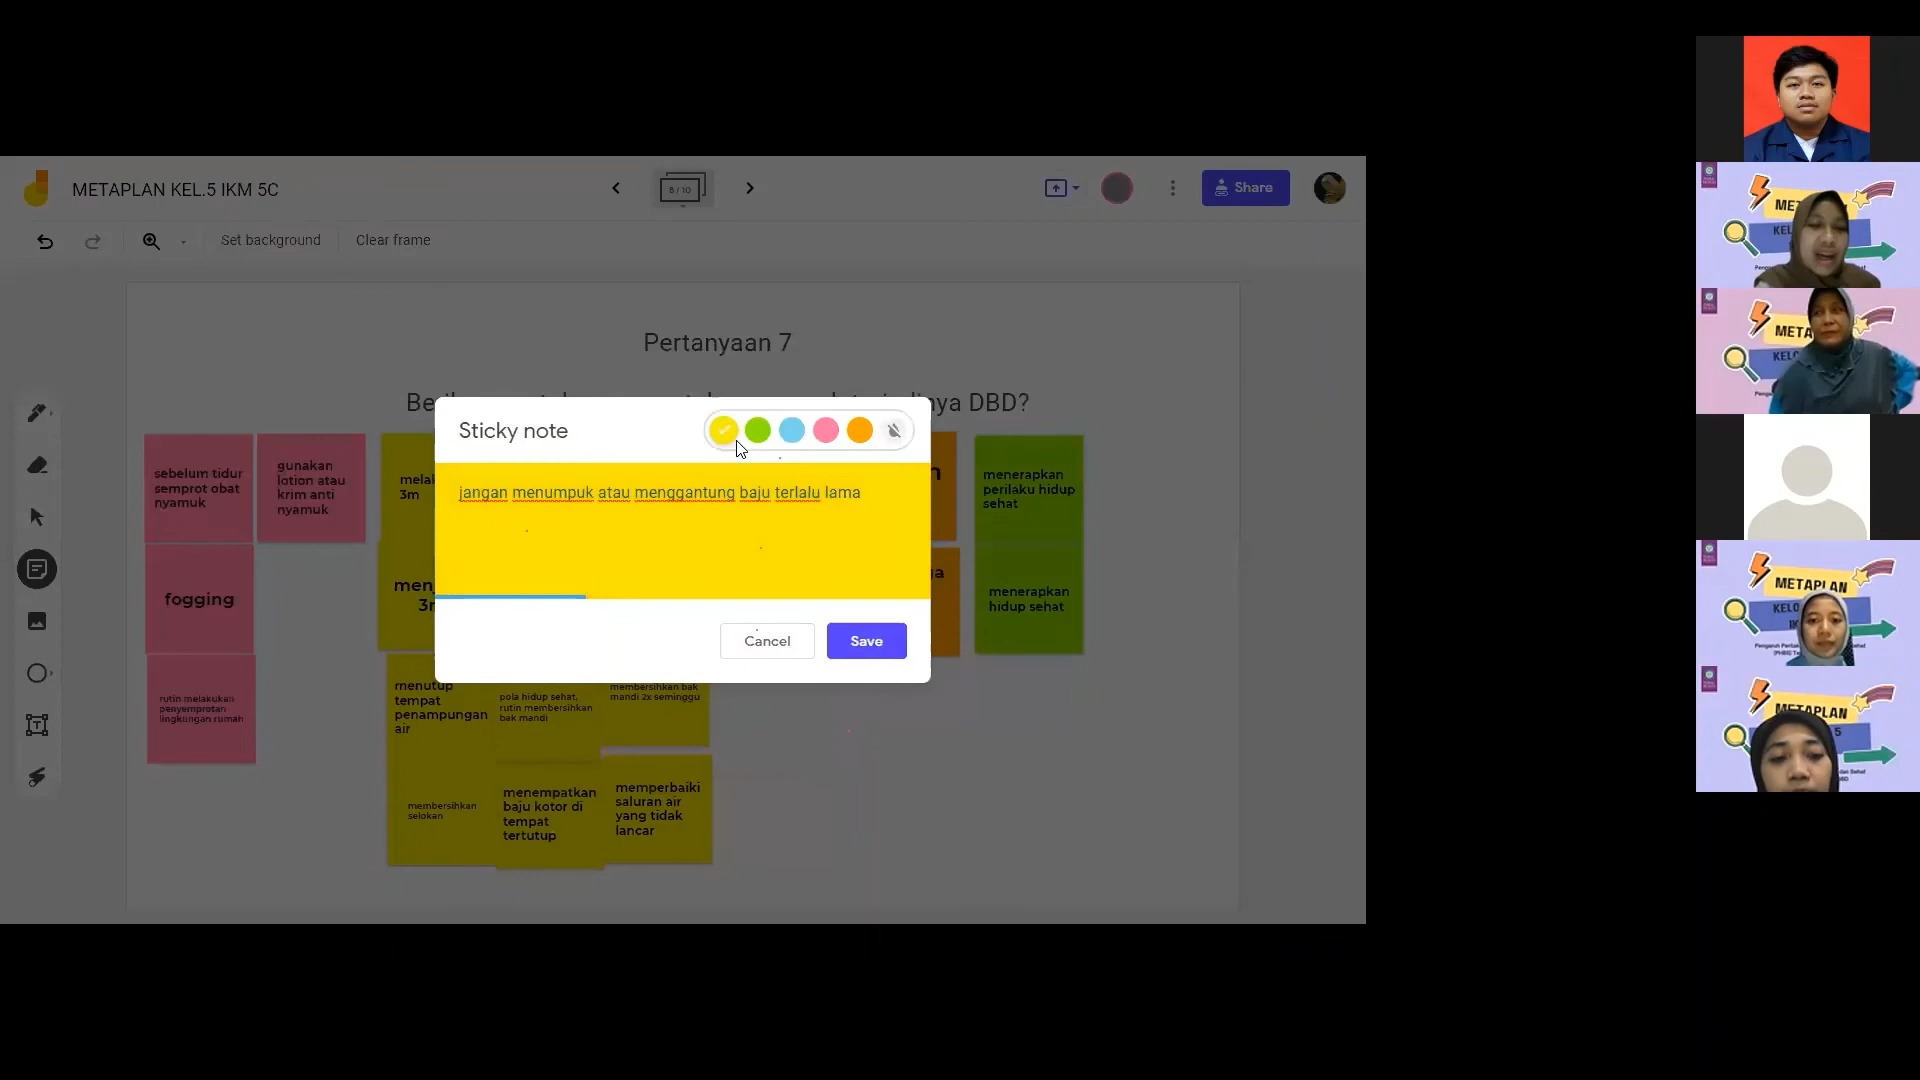 METAPLAN KEL.5 IKM 5C
8 / 10
Share
Set background
Clear frame
Pertanyaan 7
DBD?
Sticky note
jangan menumpuk atau menggantung baju terlalu lama
Cancel
Save
sebelum tidur
semprot obat
nyamuk
gunakan
lotion atau
krim anti
nyamuk
3m
menerapkan
perilaku hidup
sehat
fogging
menerapkan
hidup sehat
rutin melakukan
penyemprotan
lingkungan rumah
menutup
tempat
penampungan
air
pola hidup sehat,
rutin membersihkan
bak mandi
membersihkan bak
mandi 2x seminggu
membersihkan
selokan
menempatkan
baju kotor di
tempat
tertutup
memperbaiki
saluran air
yang tidak
lancar
METAPLAN
METAPLAN
5